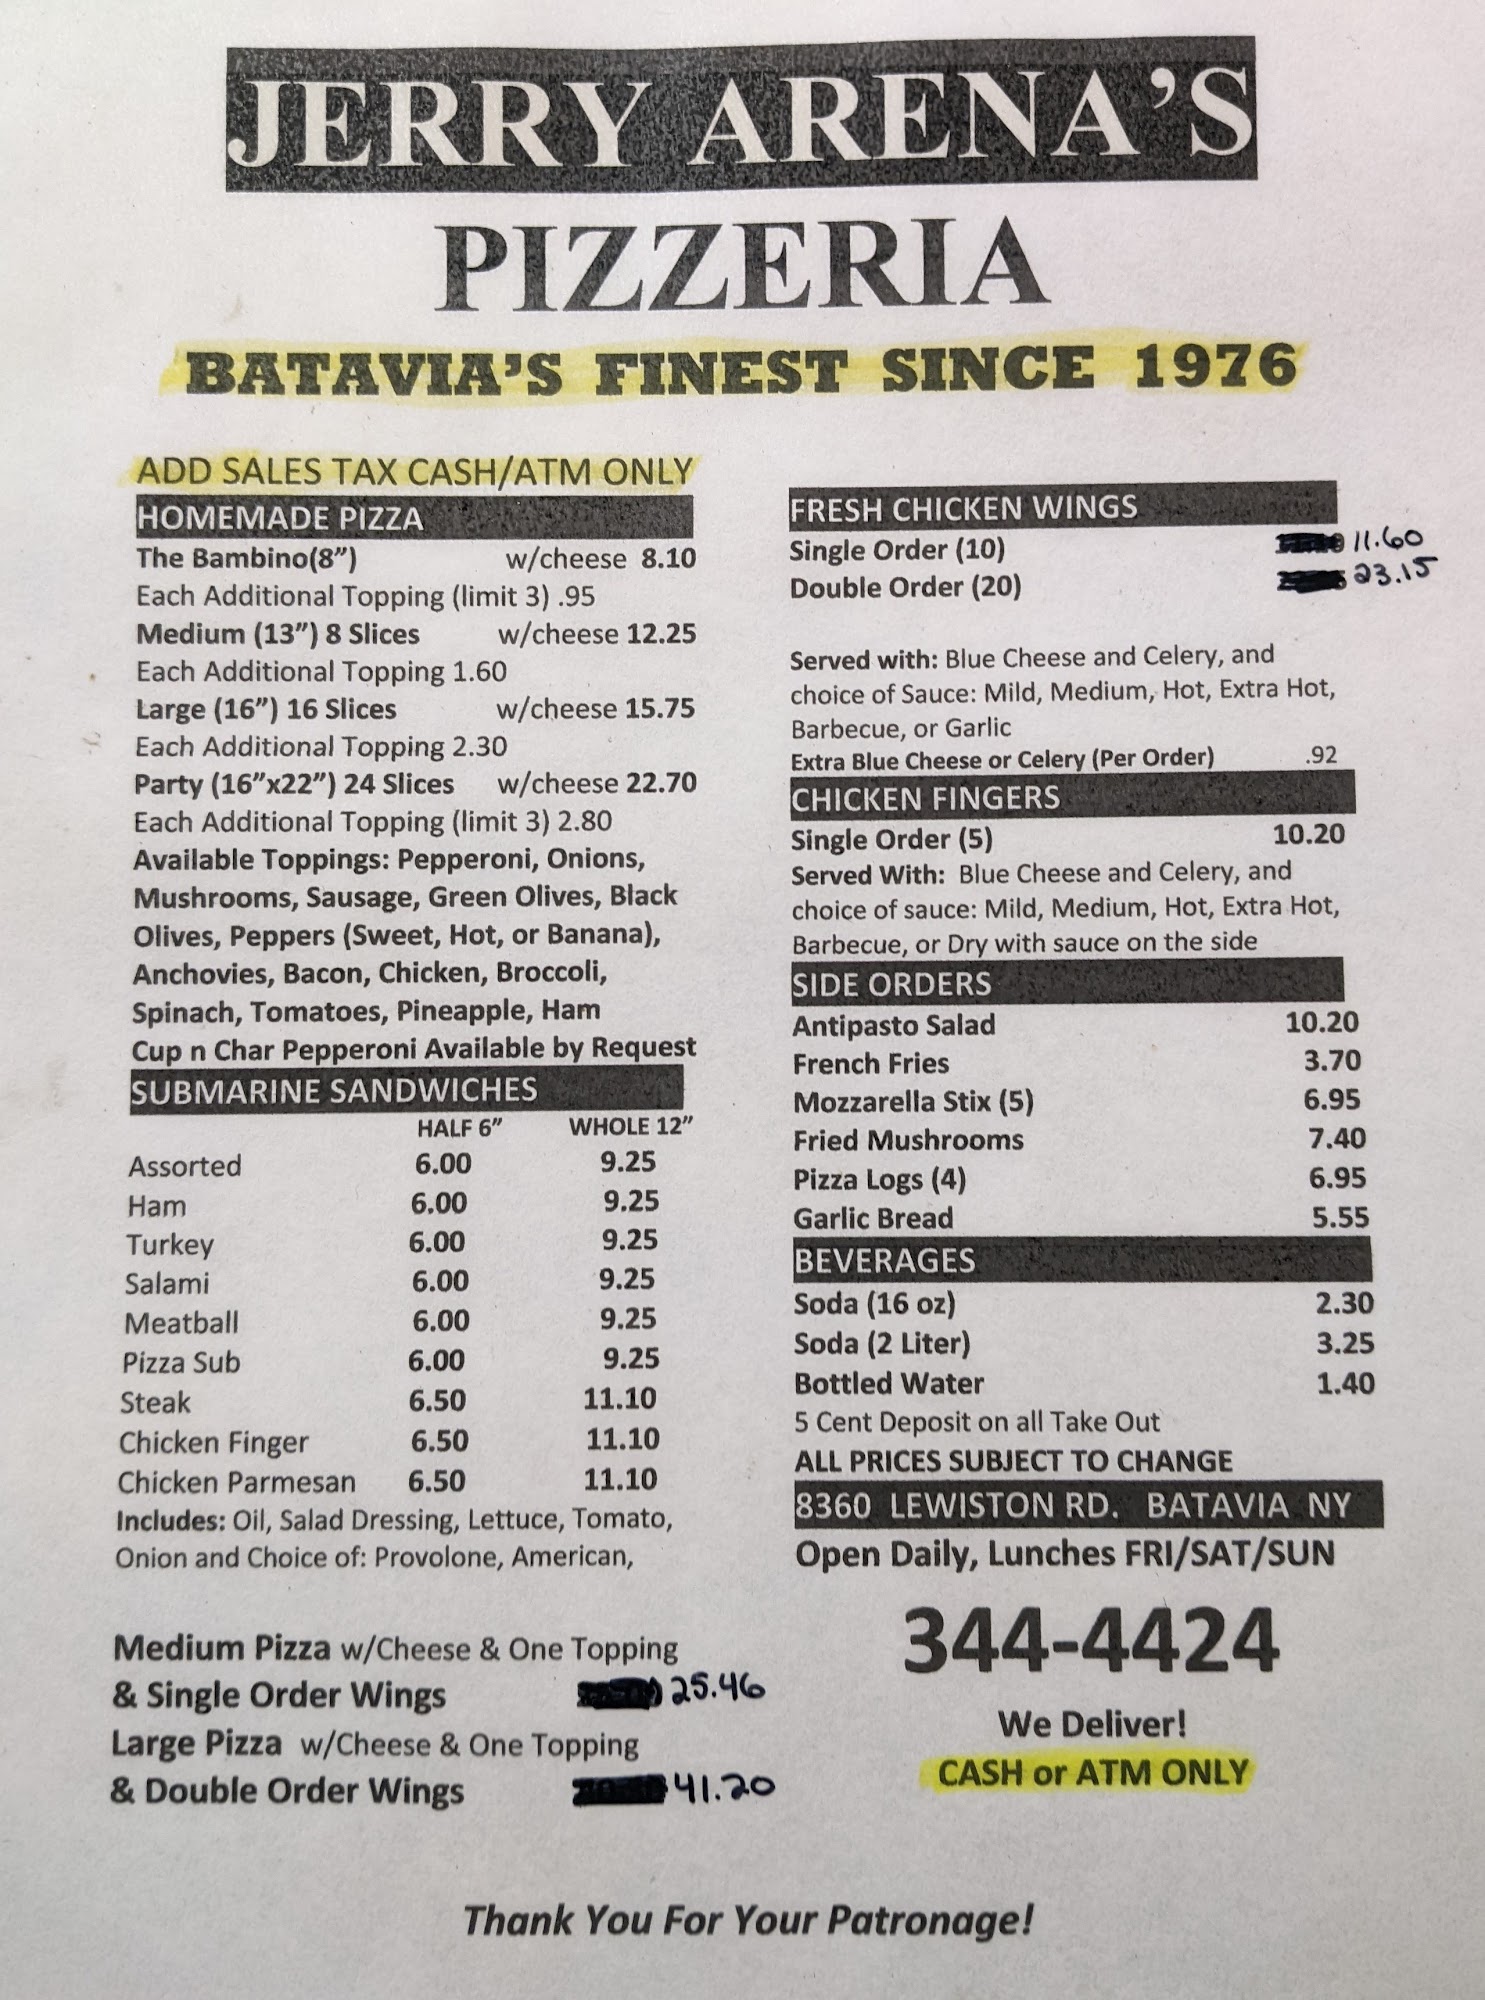 JERRY ARENA'S
PIZZERIA
BATAVIA'S FINEST SINCE 1976
ADD SALES TAX CASH/ATM ONLY
HOMEMADE PIZZA
The Bambino(8") w/cheese 8.10
Each Additional Topping (limit 3) .95
Medium (13") 8 Slices w/cheese 12.25
Each Additional Topping 1.60
Large (16") 16 Slices w/cheese 15.75
Each Additional Topping 2.30
Party (16"x22") 24 Slices w/cheese 22.70
Each Additional Topping (limit 3) 2.80
Available Toppings: Pepperoni, Onions,
Mushrooms, Sausage, Green Olives, Black
Olives, Peppers (Sweet, Hot, or Banana),
Anchovies, Bacon, Chicken, Broccoli,
Spinach, Tomatoes, Pineapple, Ham
Cup n Char Pepperoni Available by Request
SUBMARINE SANDWICHES
HALF 6" WHOLE 12"
Assorted 6.00 9.25
Ham 6.00 9.25
Turkey 6.00 9.25
Salami 6.00 9.25
Meatball 6.00 9.25
Pizza Sub 6.00 9.25
Steak 6.50 11.10
Chicken Finger 6.50 11.10
Chicken Parmesan 6.50 11.10
Includes: Oil, Salad Dressing, Lettuce, Tomato,
Onion and Choice of: Provolone, American,
Medium Pizza w/Cheese & One Topping
& Single Order Wings 25.46
Large Pizza w/Cheese & One Topping
& Double Order Wings 41.20
FRESH CHICKEN WINGS
Single Order (10) 11.60
Double Order (20) 23.15
Served with: Blue Cheese and Celery, and
choice of Sauce: Mild, Medium, Hot, Extra Hot,
Barbecue, or Garlic
Extra Blue Cheese or Celery (Per Order) .92
CHICKEN FINGERS
Single Order (5) 10.20
Served With: Blue Cheese and Celery, and
choice of sauce: Mild, Medium, Hot, Extra Hot,
Barbecue, or Dry with sauce on the side
SIDE ORDERS
Antipasto Salad 10.20
French Fries 3.70
Mozzarella Stix (5) 6.95
Fried Mushrooms 7.40
Pizza Logs (4) 6.95
Garlic Bread 5.55
BEVERAGES
Soda (16 oz) 2.30
Soda (2 Liter) 3.25
Bottled Water 1.40
5 Cent Deposit on all Take Out
ALL PRICES SUBJECT TO CHANGE
8360 LEWISTON RD. BATAVIA NY
Open Daily, Lunches FRI/SAT/SUN
344-4424
We Deliver!
CASH or ATM ONLY
Thank You For Your Patronage!